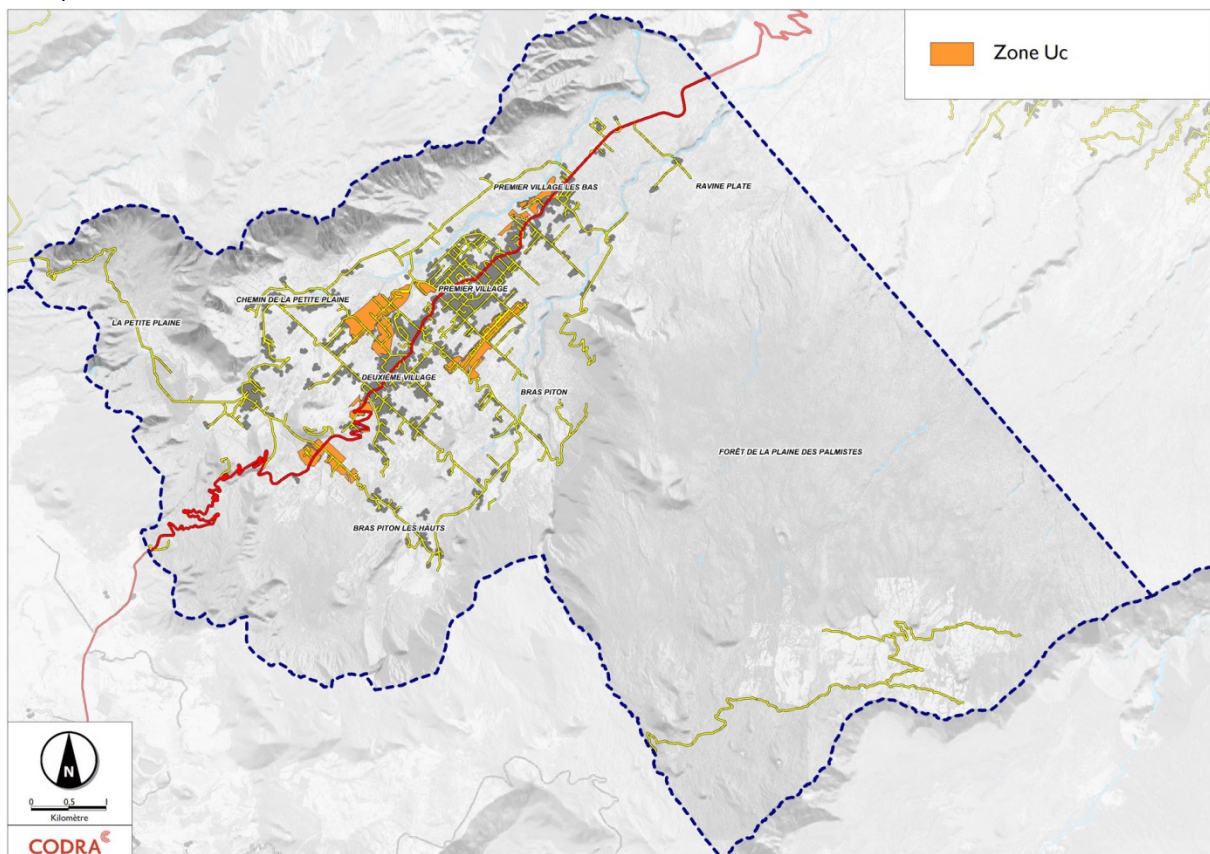 Zone Uc
PREMIER VILLAGE LES BAS
RAVINE PLATE
CHEMIN DE LA PETITE PLAINE
PREMIER VILLAGE
LA PETITE PLAINE
DEUXIÈME VILLAGE
BRAS PITON
FORÊT DE LA PLAINE DES PALMISTES
BRAS PITON LES HAUTS
N
0 0,5 1
Kilomètre
CODRA